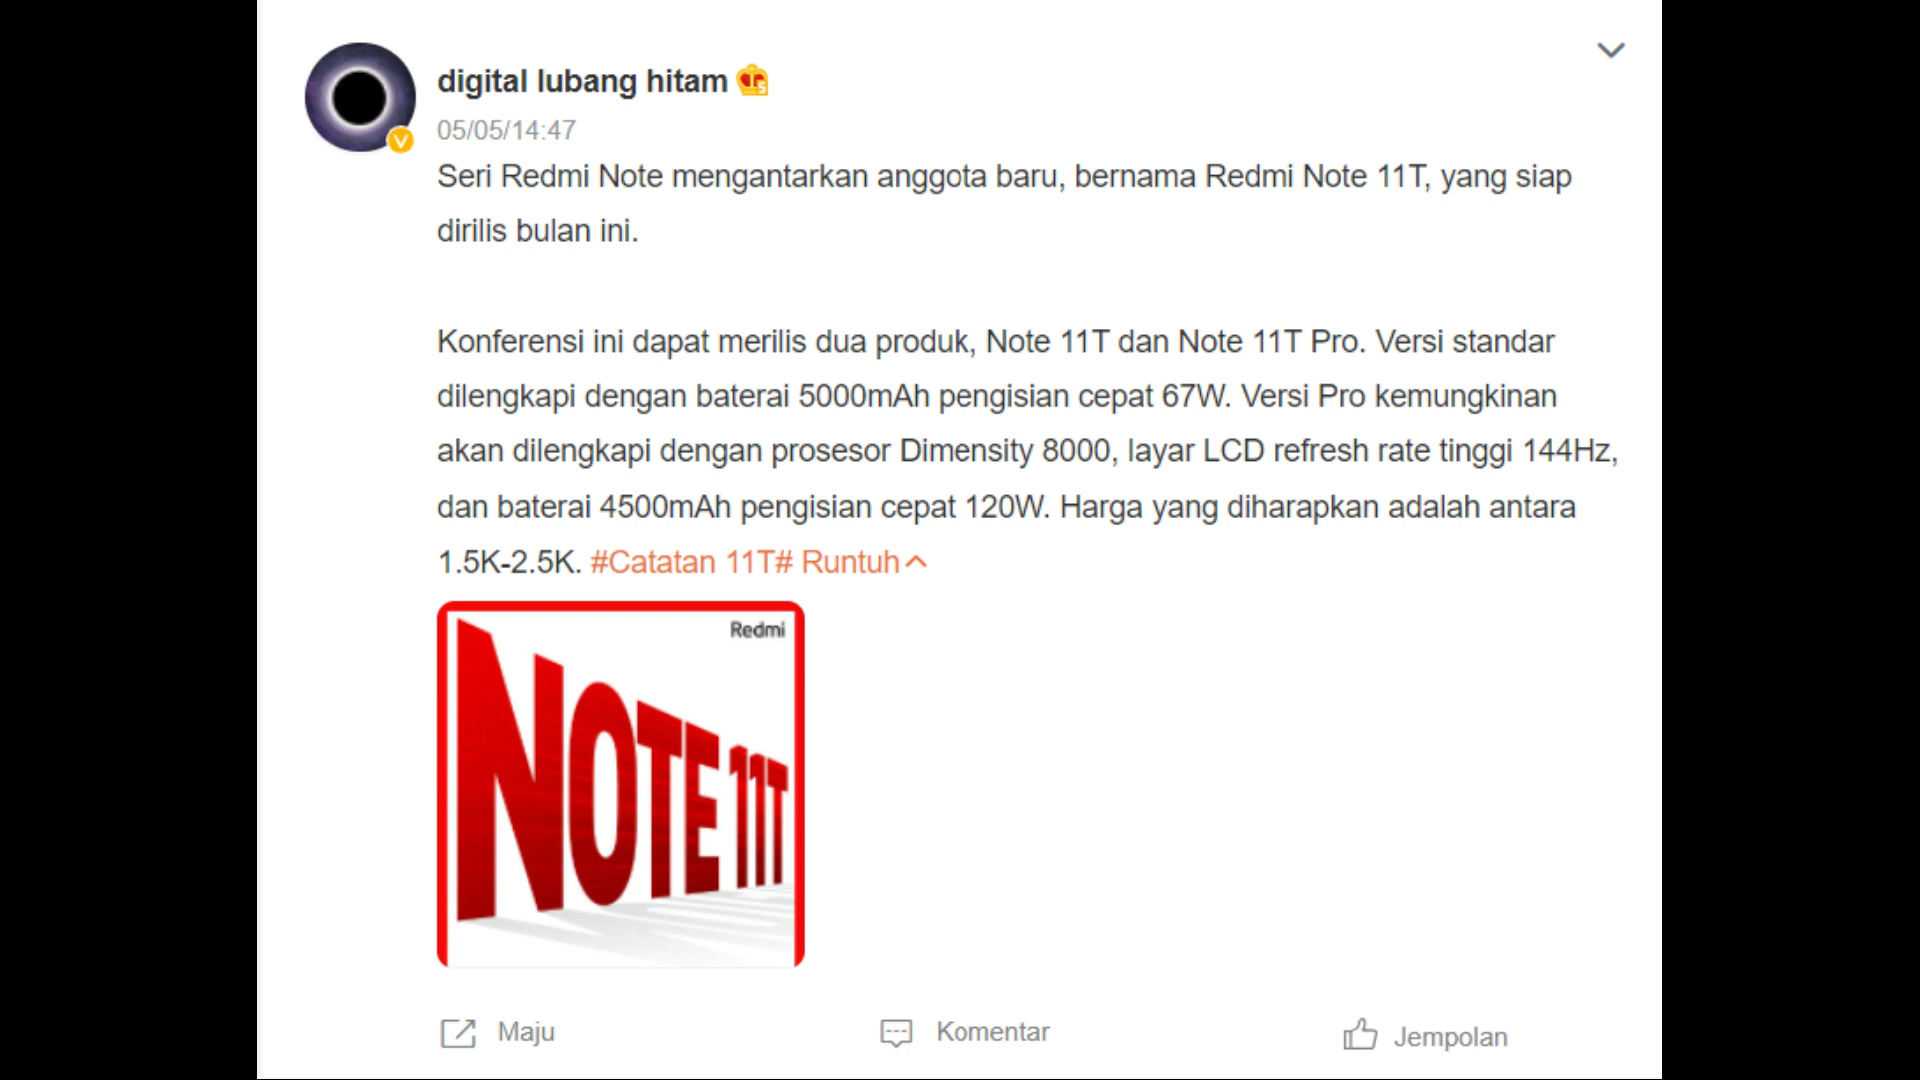 digital lubang hitam
05/05/14:47
Seri Redmi Note mengantarkan anggota baru, bernama Redmi Note 11T, yang siap
dirilis bulan ini.
Konferensi ini dapat merilis dua produk, Note 11T dan Note 11T Pro. Versi standar
dilengkapi dengan baterai 5000mAh pengisian cepat 67W. Versi Pro kemungkinan
akan dilengkapi dengan prosesor Dimensity 8000, layar LCD refresh rate tinggi 144Hz,
dan baterai 4500mAh pengisian cepat 120W. Harga yang diharapkan adalah antara
1.5K-2.5K. #Catatan 11T# Runtuh
Redmi
NOTE 11T
Maju
Komentar
Jempolan